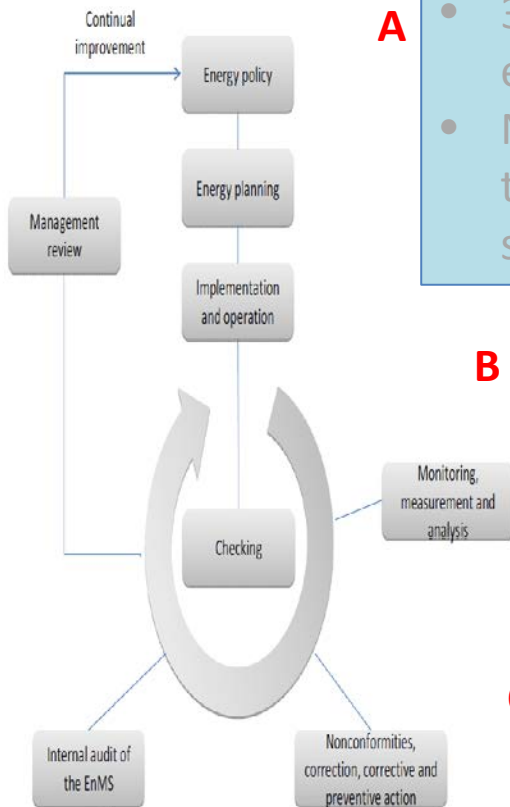 Continual
improvement
Energy policy
Energy planning
Management
review
Implementation
and operation
Monitoring,
measurement and
analysis
Checking
Internal audit of
the EnMS
Nonconformities,
correction, corrective and
preventive action
A
B